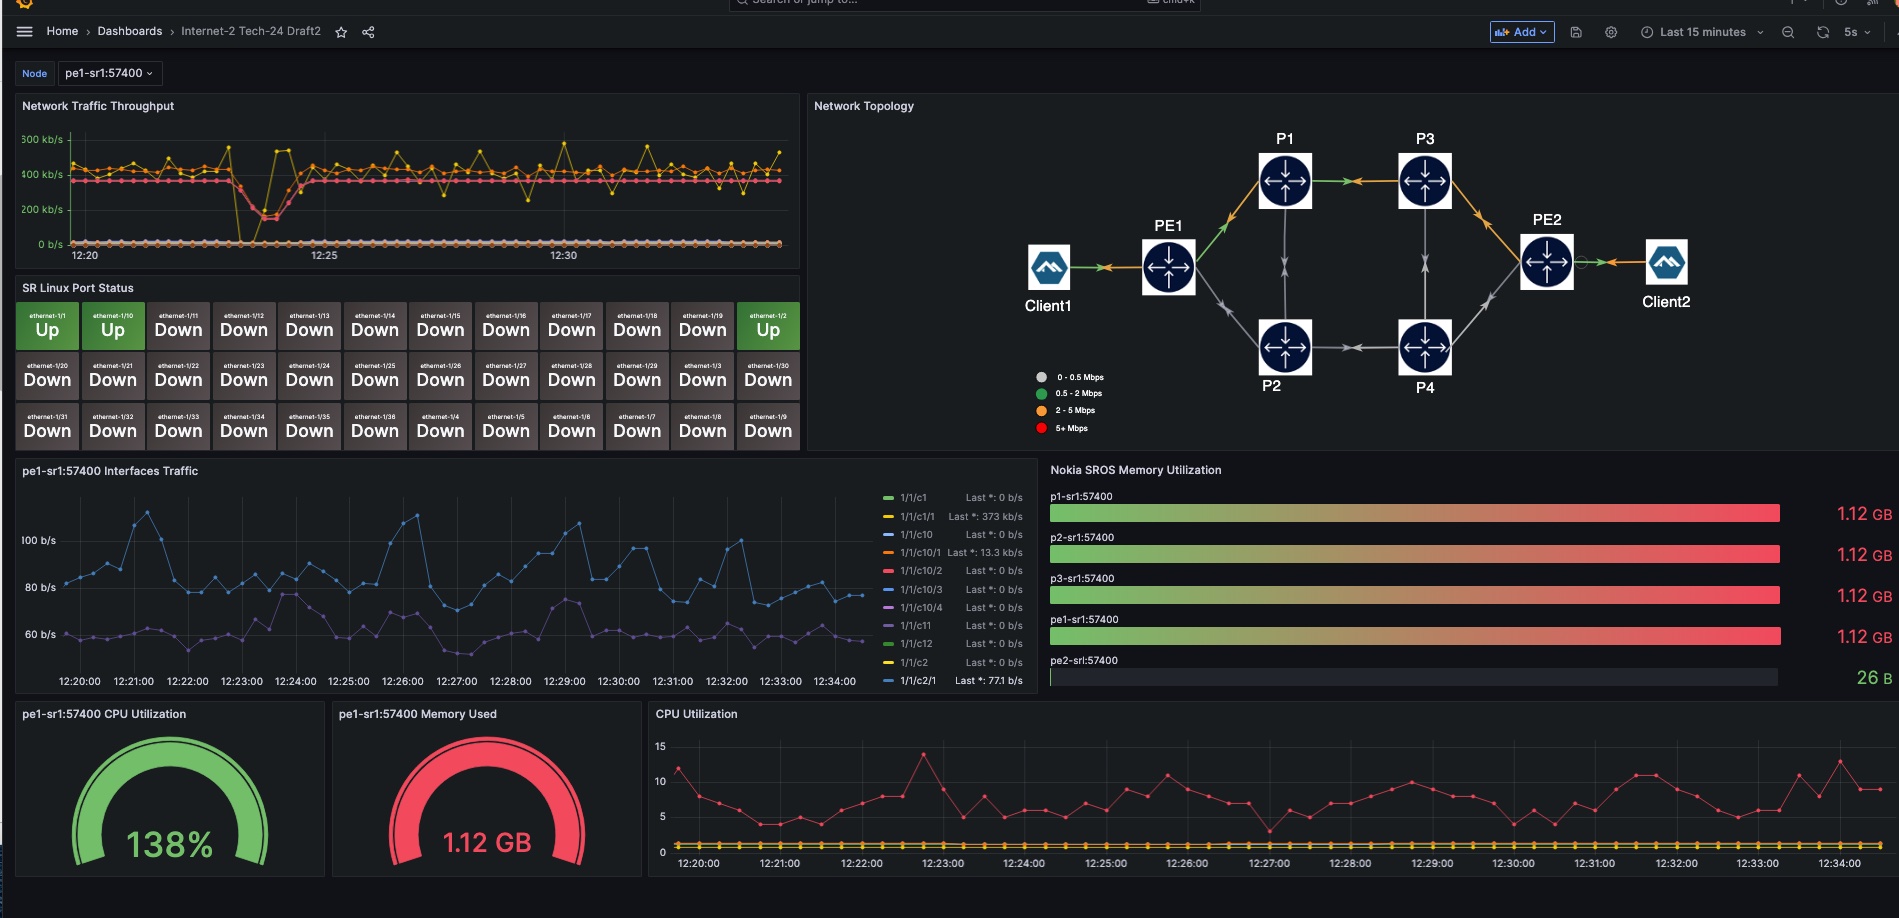 Search or jump to...
cmd+k
Home › Dashboards › Internet-2 Tech-24 Draft2
Add
Last 15 minutes
5s
Node pe1-sr1:57400
Network Traffic Throughput
600 kb/s
400 kb/s
200 kb/s
0 b/s
12:20 12:25 12:30
SR Linux Port Status
ethernet-1/1 ethernet-1/10 ethernet-1/11 ethernet-1/12 ethernet-1/13 ethernet-1/14 ethernet-1/15 ethernet-1/16 ethernet-1/17 ethernet-1/18 ethernet-1/19 ethernet-1/2
Up Up Down Down Down Down Down Down Down Down Down Up
ethernet-1/20 ethernet-1/21 ethernet-1/22 ethernet-1/23 ethernet-1/24 ethernet-1/25 ethernet-1/26 ethernet-1/27 ethernet-1/28 ethernet-1/29 ethernet-1/3 ethernet-1/30
Down Down Down Down Down Down Down Down Down Down Down Down
ethernet-1/31 ethernet-1/32 ethernet-1/33 ethernet-1/34 ethernet-1/35 ethernet-1/36 ethernet-1/4 ethernet-1/5 ethernet-1/6 ethernet-1/7 ethernet-1/8 ethernet-1/9
Down Down Down Down Down Down Down Down Down Down Down Down
Network Topology
P1 P3
PE1 PE2
Client1 Client2
P2 P4
0 - 0.5 Mbps
0.5 - 2 Mbps
2 - 5 Mbps
5+ Mbps
pe1-sr1:57400 Interfaces Traffic
100 b/s
80 b/s
60 b/s
12:20:00 12:21:00 12:22:00 12:23:00 12:24:00 12:25:00 12:26:00 12:27:00 12:28:00 12:29:00 12:30:00 12:31:00 12:32:00 12:33:00 12:34:00
1/1/c1 Last *: 0 b/s
1/1/c1/1 Last *: 373 kb/s
1/1/c10 Last *: 0 b/s
1/1/c10/1 Last *: 13.3 kb/s
1/1/c10/2 Last *: 0 b/s
1/1/c10/3 Last *: 0 b/s
1/1/c10/4 Last *: 0 b/s
1/1/c11 Last *: 0 b/s
1/1/c12 Last *: 0 b/s
1/1/c2 Last *: 0 b/s
1/1/c2/1 Last *: 77.1 b/s
Nokia SROS Memory Utilization
p1-sr1:57400
1.12 GB
p2-sr1:57400
1.12 GB
p3-sr1:57400
1.12 GB
pe1-sr1:57400
1.12 GB
pe2-srl:57400
26 B
pe1-sr1:57400 CPU Utilization
138%
pe1-sr1:57400 Memory Used
1.12 GB
CPU Utilization
15
10
5
0
12:20:00 12:21:00 12:22:00 12:23:00 12:24:00 12:25:00 12:26:00 12:27:00 12:28:00 12:29:00 12:30:00 12:31:00 12:32:00 12:33:00 12:34:00